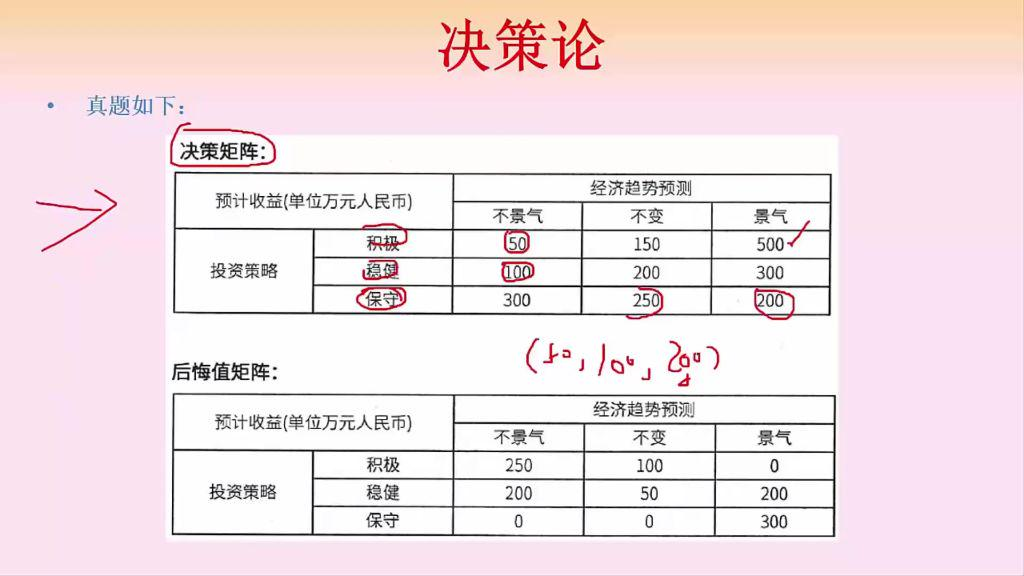 决策论
• 真题如下：
决策矩阵：
预计收益(单位万元人民币) 经济趋势预测
不景气 不变 景气
投资策略 积极 50 150 500
稳健 100 200 300
保守 300 250 200
(50, 100, 200)
后悔值矩阵：
预计收益(单位万元人民币) 经济趋势预测
不景气 不变 景气
投资策略 积极 250 100 0
稳健 200 50 200
保守 0 0 300